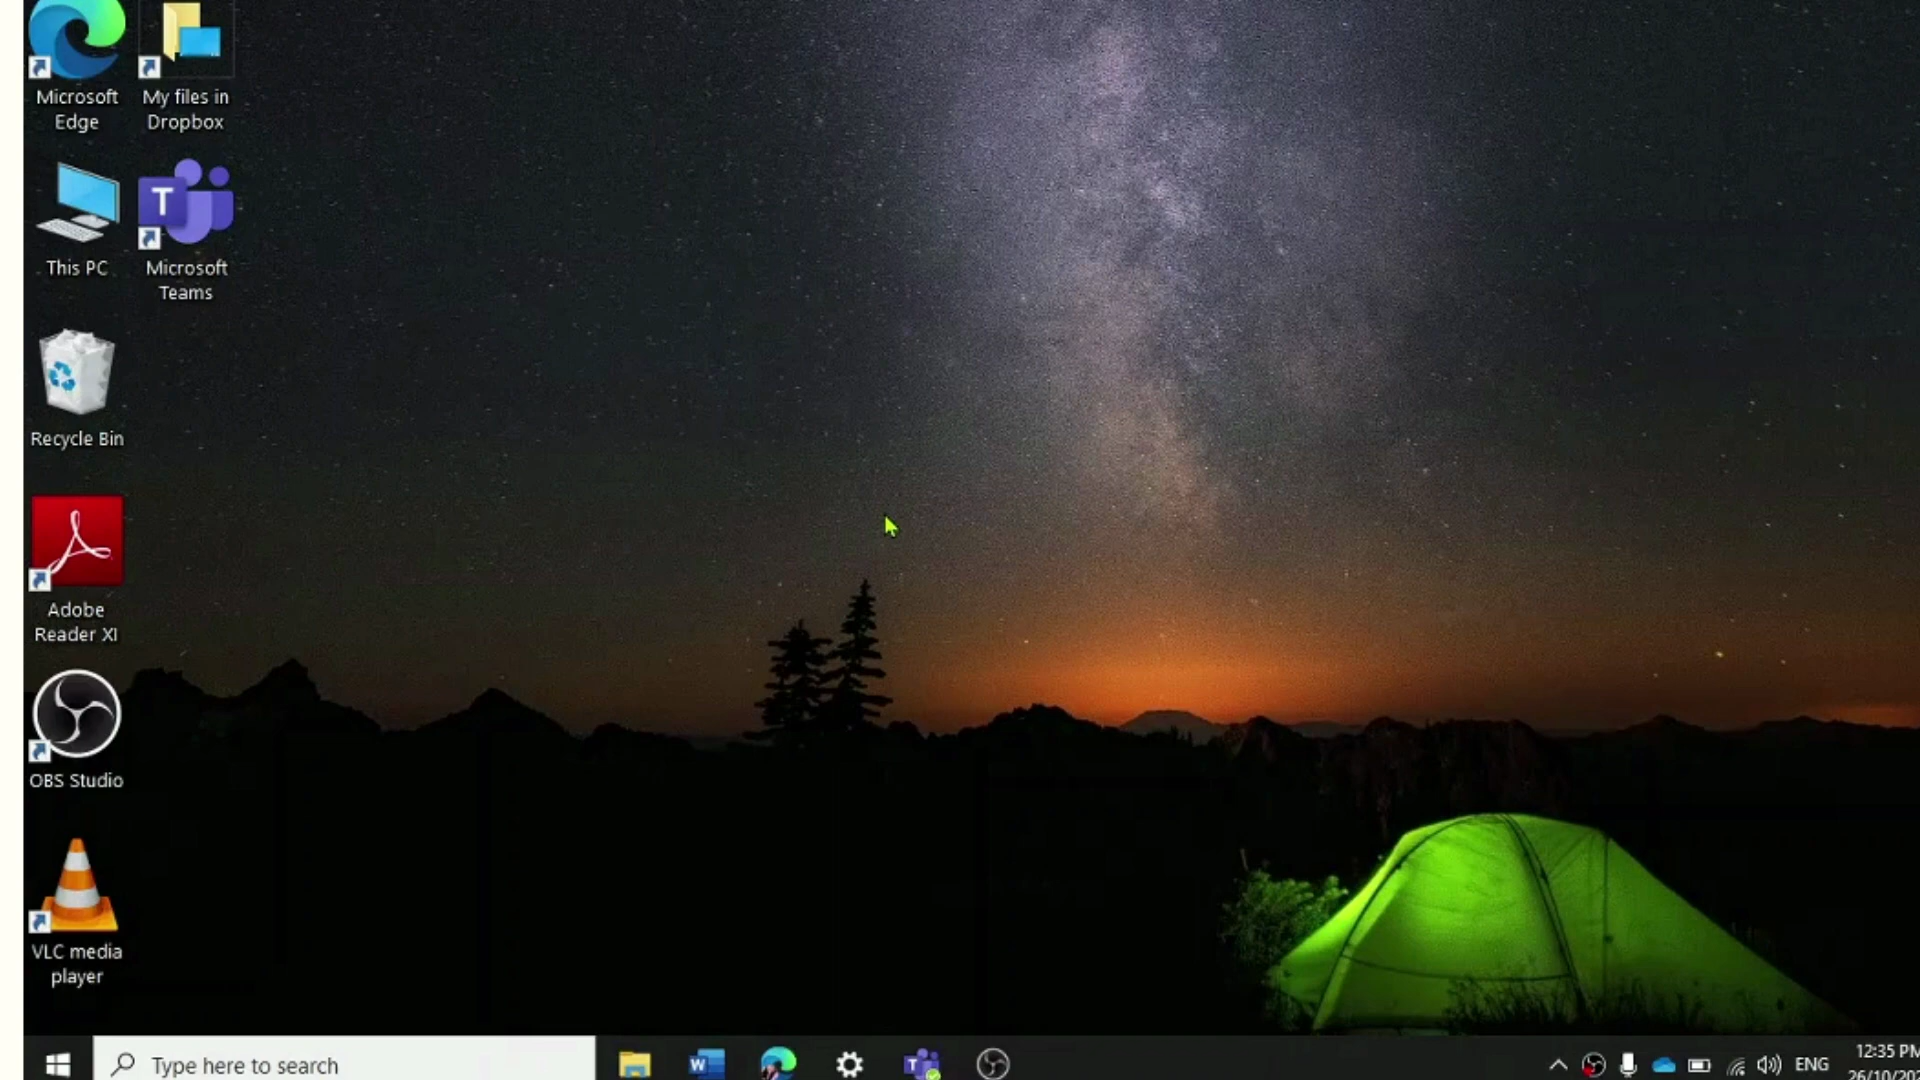 Microsoft
Edge
My files in
Dropbox
This PC
T
Microsoft
Teams
Recycle Bin
Adobe
Reader XI
OBS Studio
VLC media
player
Type here to search
W
T
ENG
12:35 PM